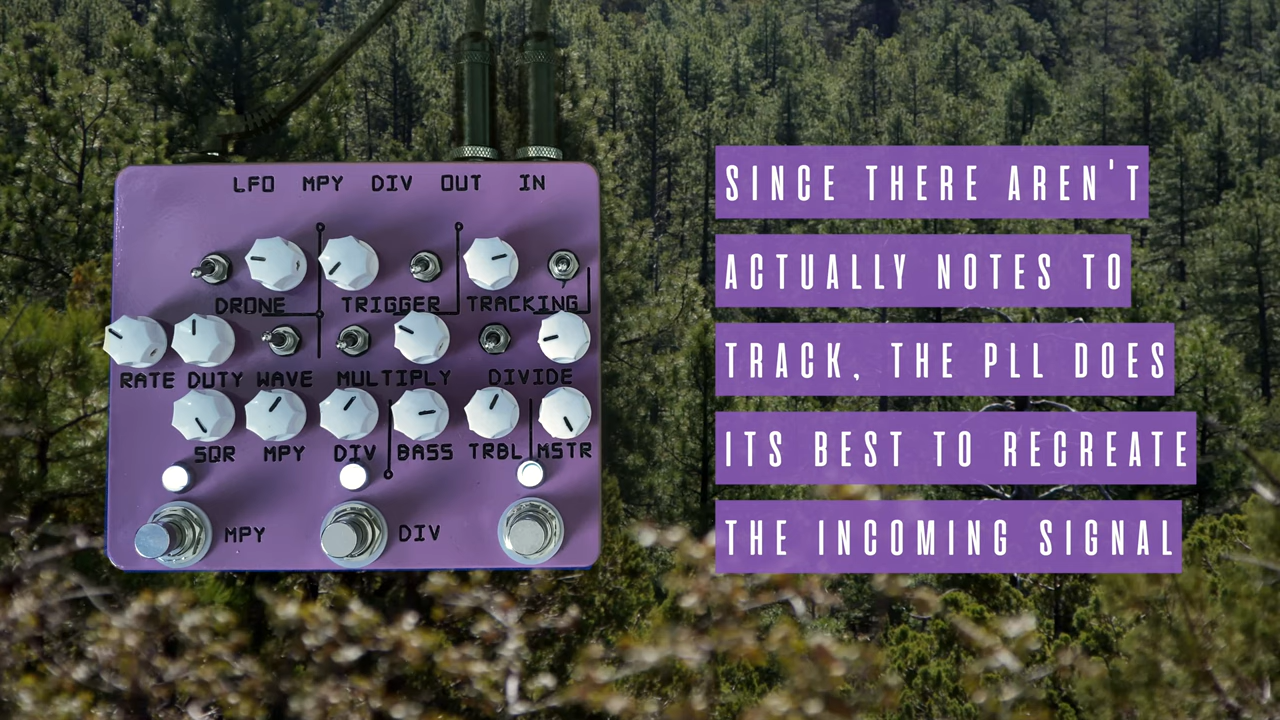 LFO MPY DIV OUT IN
DRONE TRIGGER TRACKING
RATE DUTY WAVE MULTIPLY DIVIDE
SQR MPY DIV BASS TRBL MSTR
MPY DIV
SINCE THERE AREN'T
ACTUALLY NOTES TO
TRACK, THE PLL DOES
ITS BEST TO RECREATE
THE INCOMING SIGNAL